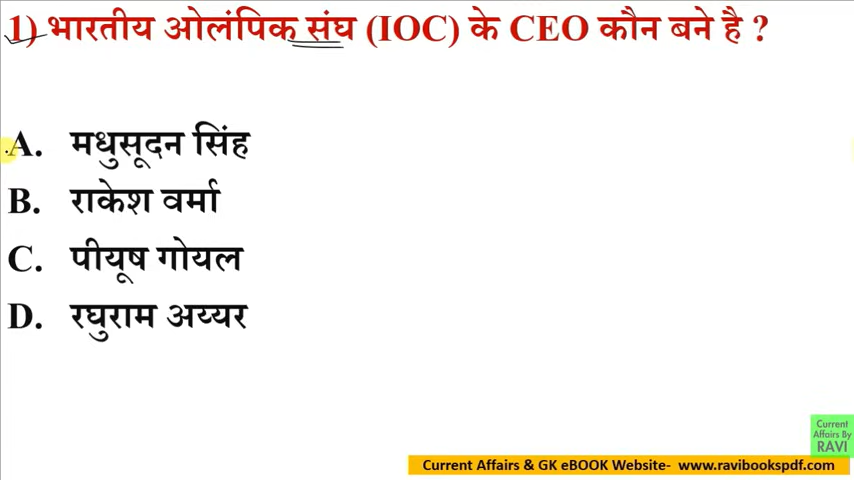 1) भारतीय ओलंपिक संघ (IOC) के CEO कौन बने है ?
A. मधुसूदन सिंह
B. राकेश वर्मा
C. पीयूष गोयल
D. रघुराम अय्यर
Current
Affairs By
RAVI
Current Affairs & GK eBOOK Website- www.ravibookspdf.com